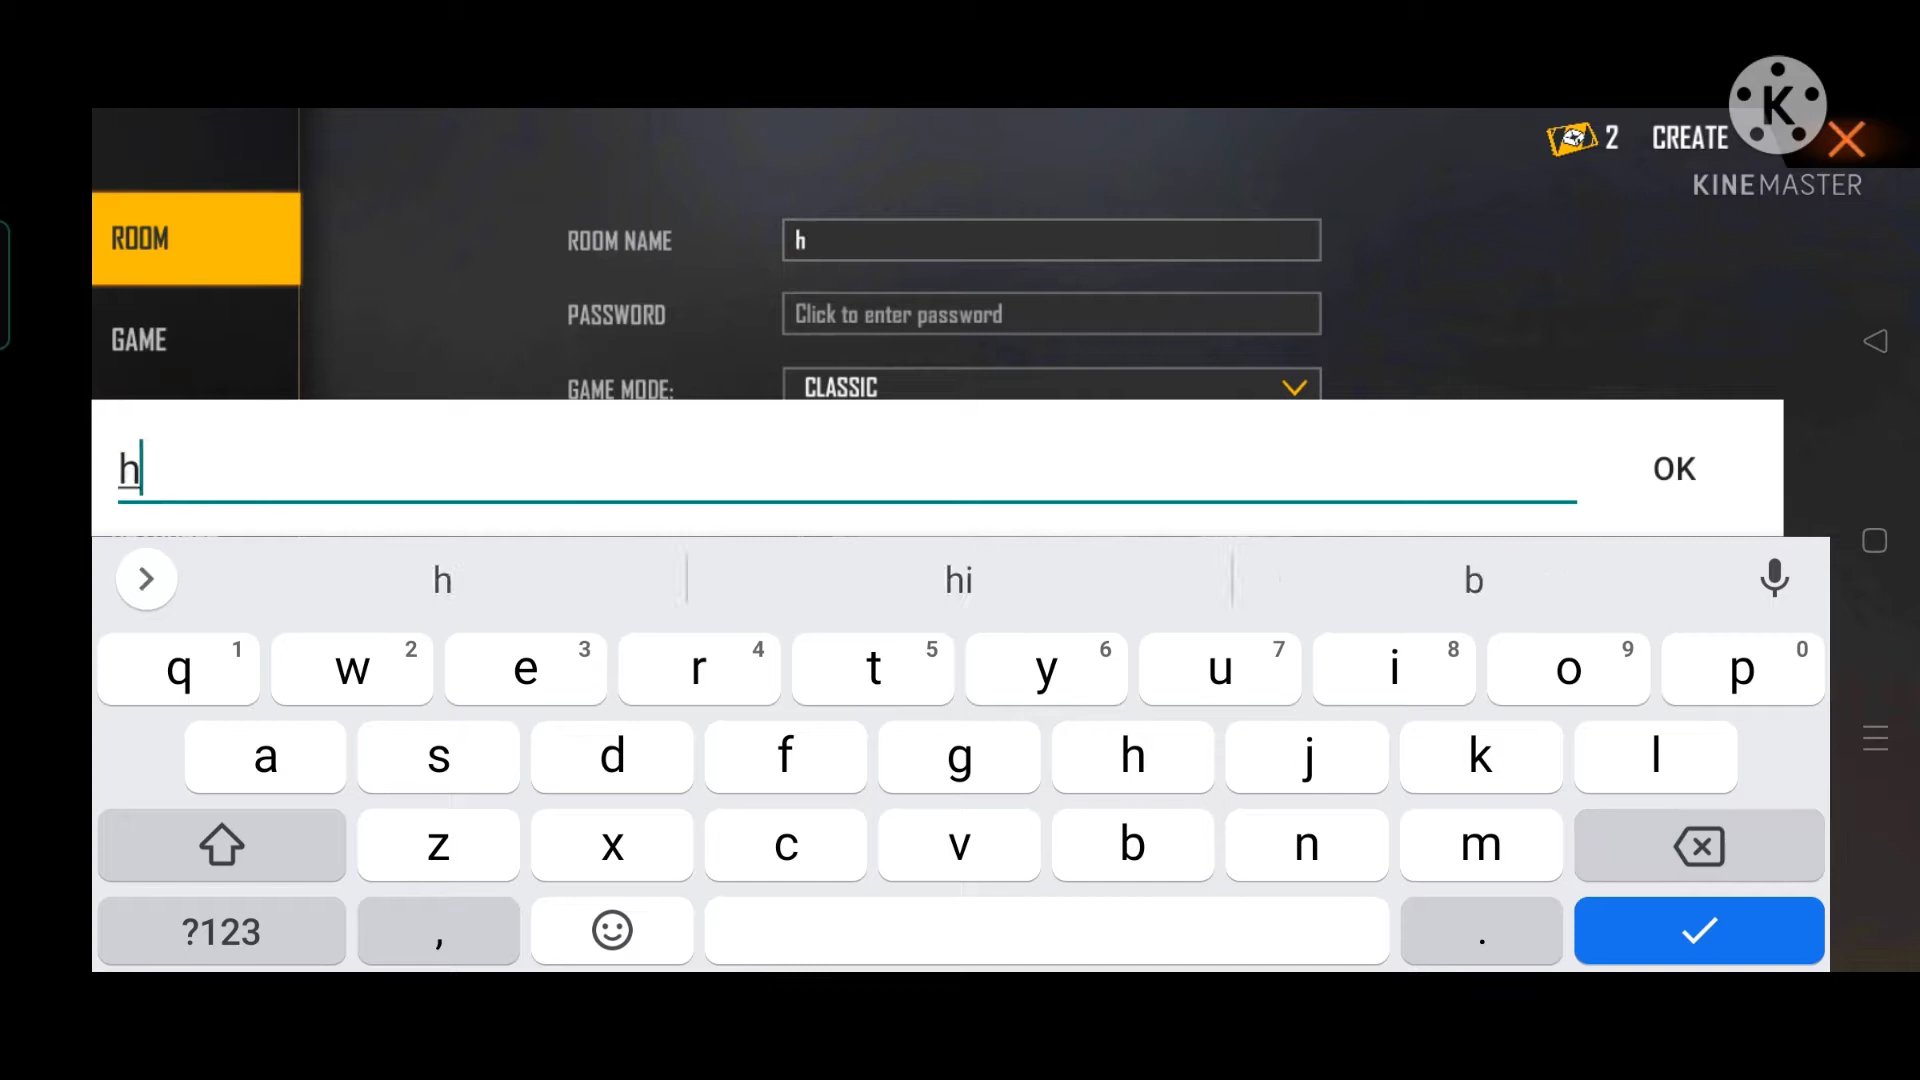 2 CREATE
K
KINEMASTER
ROOM
ROOM NAME h
PASSWORD Click to enter password
GAME
GAME MODE: CLASSIC
h OK
h hi b
q 1 w 2 e 3 r 4 t 5 y 6 u 7 i 8 o 9 p 0
a s d f g h j k l
z x c v b n m
?123 , .